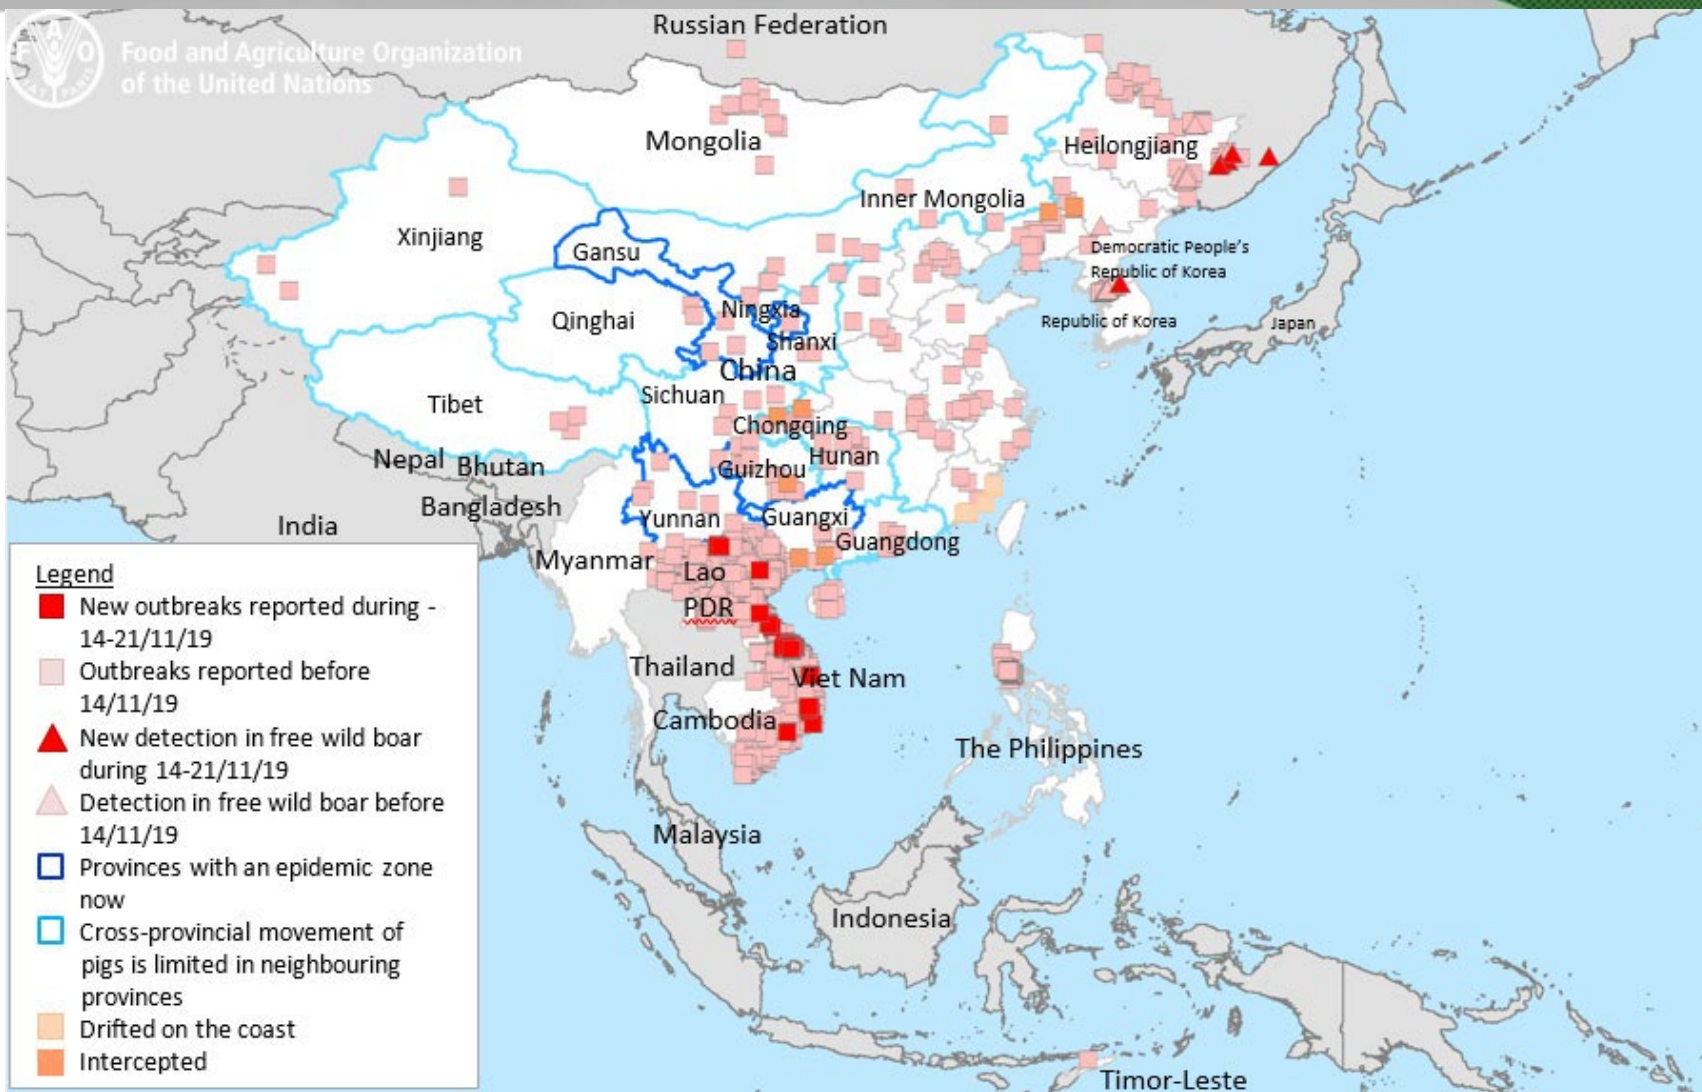 Russian Federation
FAO
FIAT PANIS
Food and Agriculture Organization
of the United Nations
Mongolia
Heilongjiang
Inner Mongolia
Xinjiang
Gansu
Democratic People's
Republic of Korea
Ningxia
Qinghai
Republic of Korea
Japan
Shanxi
China
Sichuan
Tibet
Chongqing
Nepal
Bhutan
Guizhou
Hunan
Bangladesh
India
Yunnan
Guangxi
Guangdong
Myanmar
Lao
PDR
Thailand
Viet Nam
Cambodia
The Philippines
Malaysia
Indonesia
Timor-Leste
Legend
New outbreaks reported during -
14-21/11/19
Outbreaks reported before
14/11/19
New detection in free wild boar
during 14-21/11/19
Detection in free wild boar before
14/11/19
Provinces with an epidemic zone
now
Cross-provincial movement of
pigs is limited in neighbouring
provinces
Drifted on the coast
Intercepted